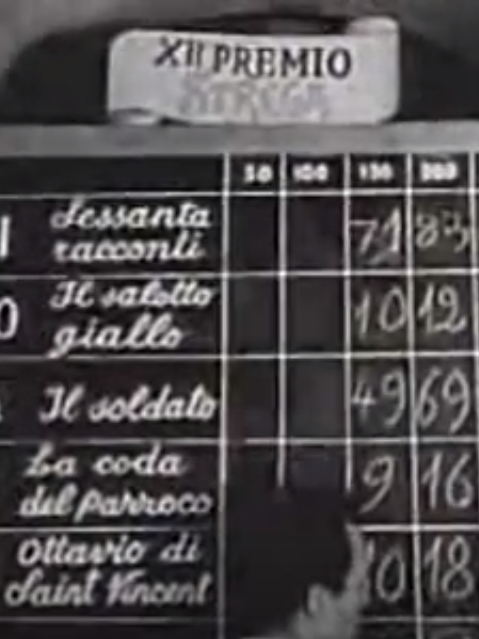 XII PREMIO
STREGA
50 100 150 200
Sessanta
racconti 71 83
Il salotto
giallo 10 12
Il soldato 49 69
La coda
del Parroco 9 16
Ottavio di
Saint Vincent 10 18